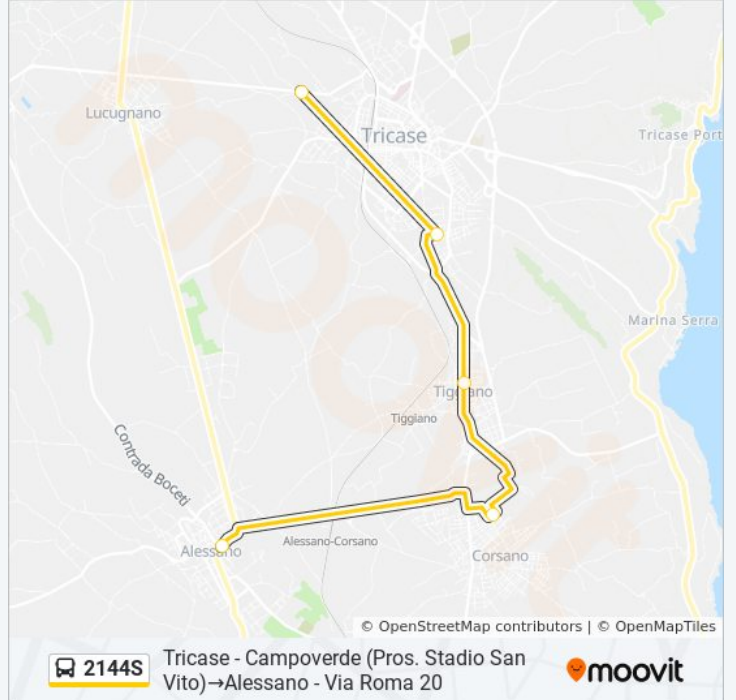 Lucugnano
Tricase
Tricase Port
Marina Serra
Tiggiano
Tiggiano
Contrada Boceti
Alessano
Alessano-Corsano
Corsano
© OpenStreetMap contributors | © OpenMapTiles
2144S
Tricase - Campoverde (Pros. Stadio San
Vito)→Alessano - Via Roma 20
moovit